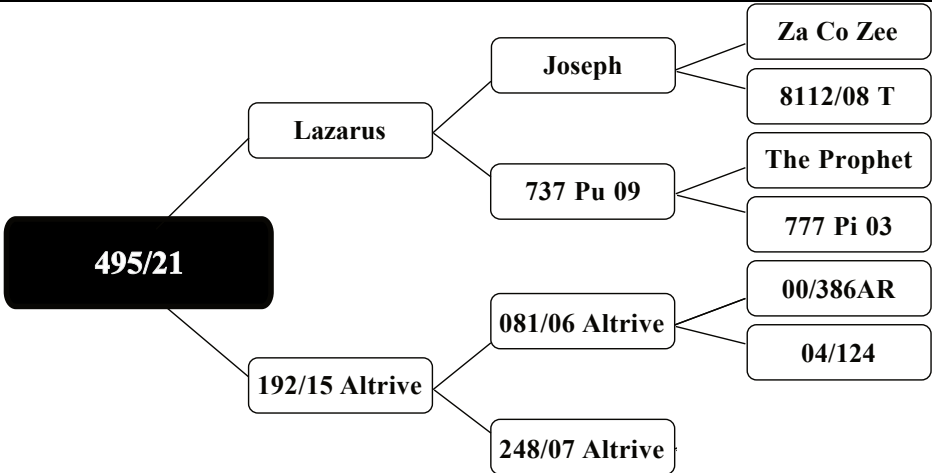 Za Co Zee
Joseph
8112/08 T
Lazarus
The Prophet
737 Pu 09
777 Pi 03
495/21
00/386AR
081/06 Altrive
04/124
192/15 Altrive
248/07 Altrive